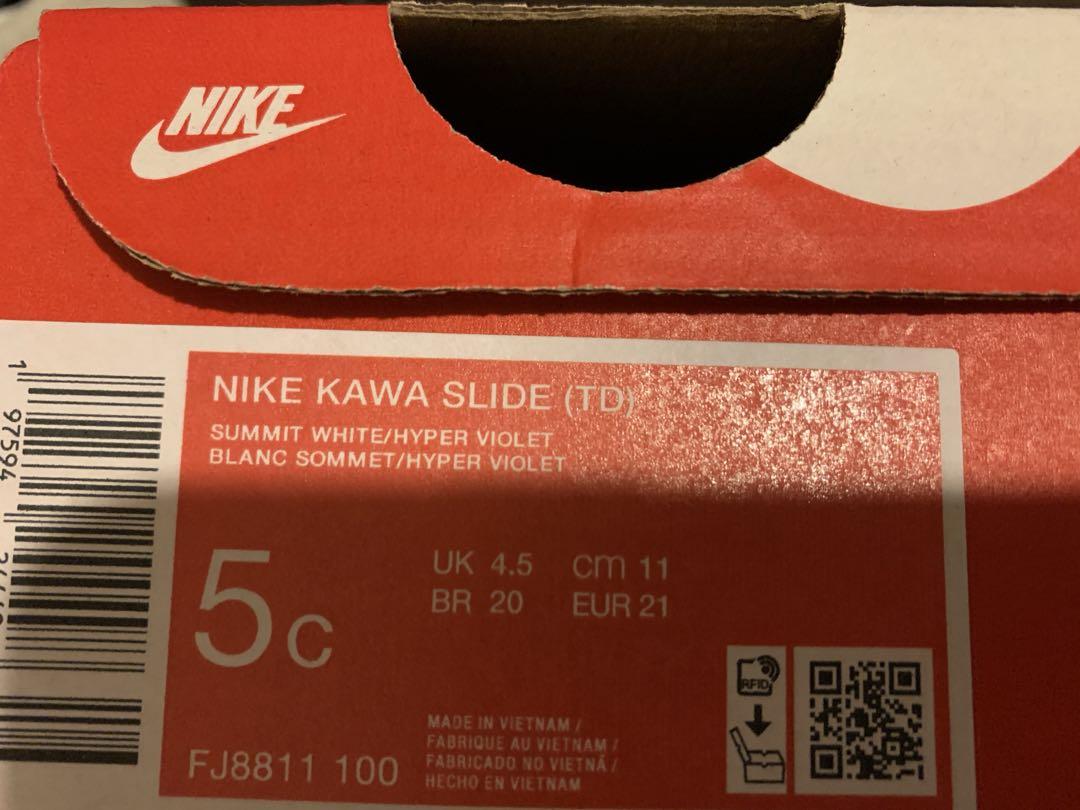 NIKE
NIKE KAWA SLIDE (TD)
SUMMIT WHITE/HYPER VIOLET
BLANC SOMMET/HYPER VIOLET
5C
UK 4.5 cm 11
BR 20 EUR 21
RFID
MADE IN VIETNAM /
FABRIQUE AU VIETNAM /
FABRICADO NO VIETNÃ /
HECHO EN VIETNAM
FJ8811 100
1 97594